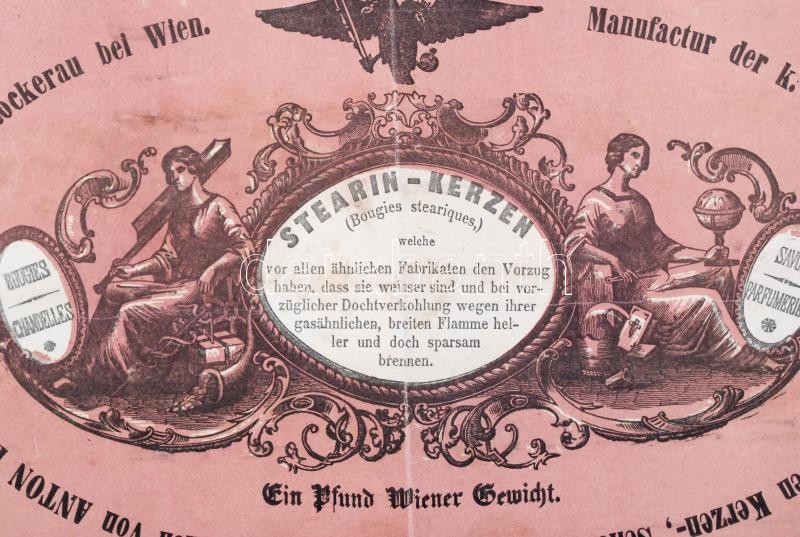 ockerau bei Wien.
Manufactur der k.
STEARIN-KERZEN
(Bougies steariques,)
welche
vor allen ähnlichen Fabrikaten den Vorzug
haben, dass sie weisser sind und bei vor-
züglicher Dochtverkohlung wegen ihrer
gasähnlichen, breiten Flamme hel-
ler und doch sparsam
brennen.
BOUGIES
CHANDELLES
SAVO
PARFUMERIE
Ein Pfund Wiener Gewicht.
von ANTON
en Kerzen-,